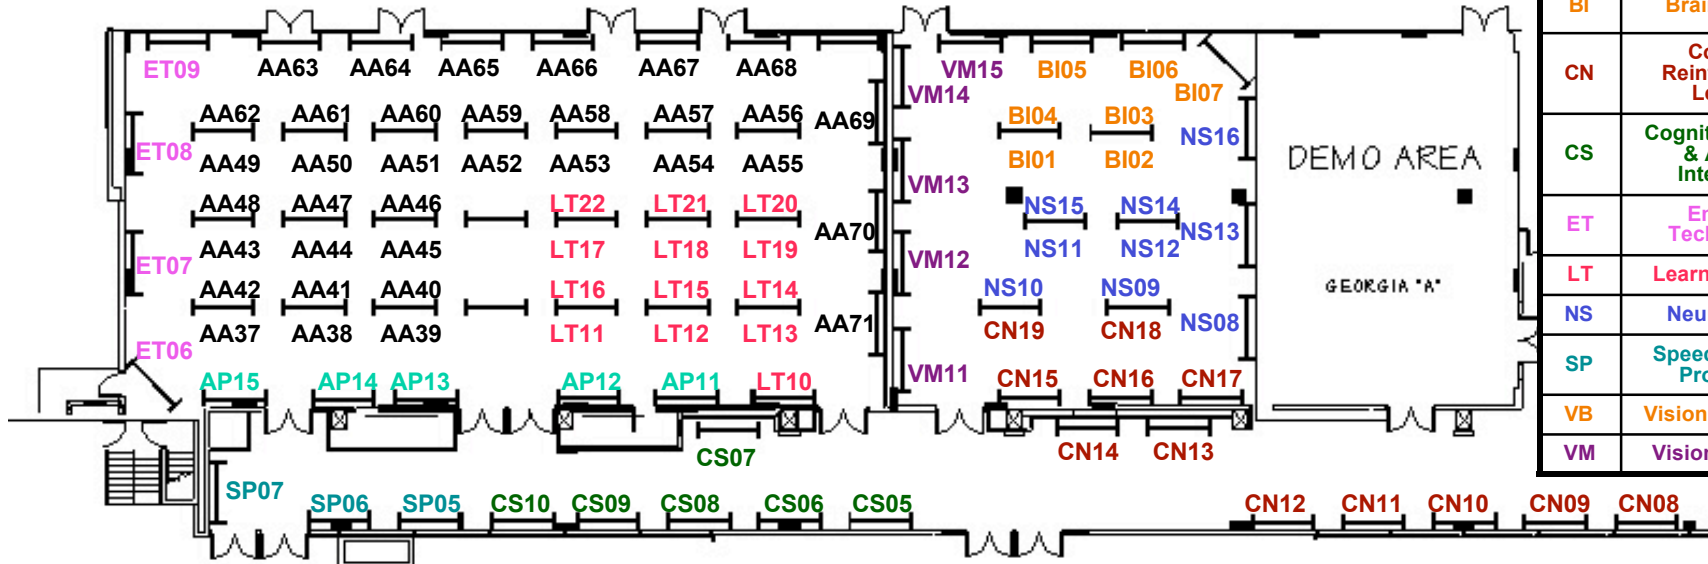 ET09 AA63 AA64 AA65 AA66 AA67 AA68
AA62 AA61 AA60 AA59 AA58 AA57 AA56 AA69
ET08
AA49 AA50 AA51 AA52 AA53 AA54 AA55
AA48 AA47 AA46 LT22 LT21 LT20
AA70
AA43 AA44 AA45 LT17 LT18 LT19
ET07
AA42 AA41 AA40 LT16 LT15 LT14
AA71
AA37 AA38 AA39 LT11 LT12 LT13
ET06
AP15 AP14 AP13 AP12 AP11 LT10
VM15 BI05 BI06
VM14 BI07
BI04 BI03
NS16
BI01 BI02
VM13
NS15 NS14
NS13
NS11 NS12
VM12
NS10 NS09
NS08
CN19 CN18
VM11
CN15 CN16 CN17
DEMO AREA
GEORGIA "A"
CS07
CN14 CN13
SP07
SP06 SP05 CS10 CS09 CS08 CS06 CS05
CN12 CN11 CN10 CN09 CN08
BI
CN
CS
ET
LT
NS
SP
VB Vision
VM